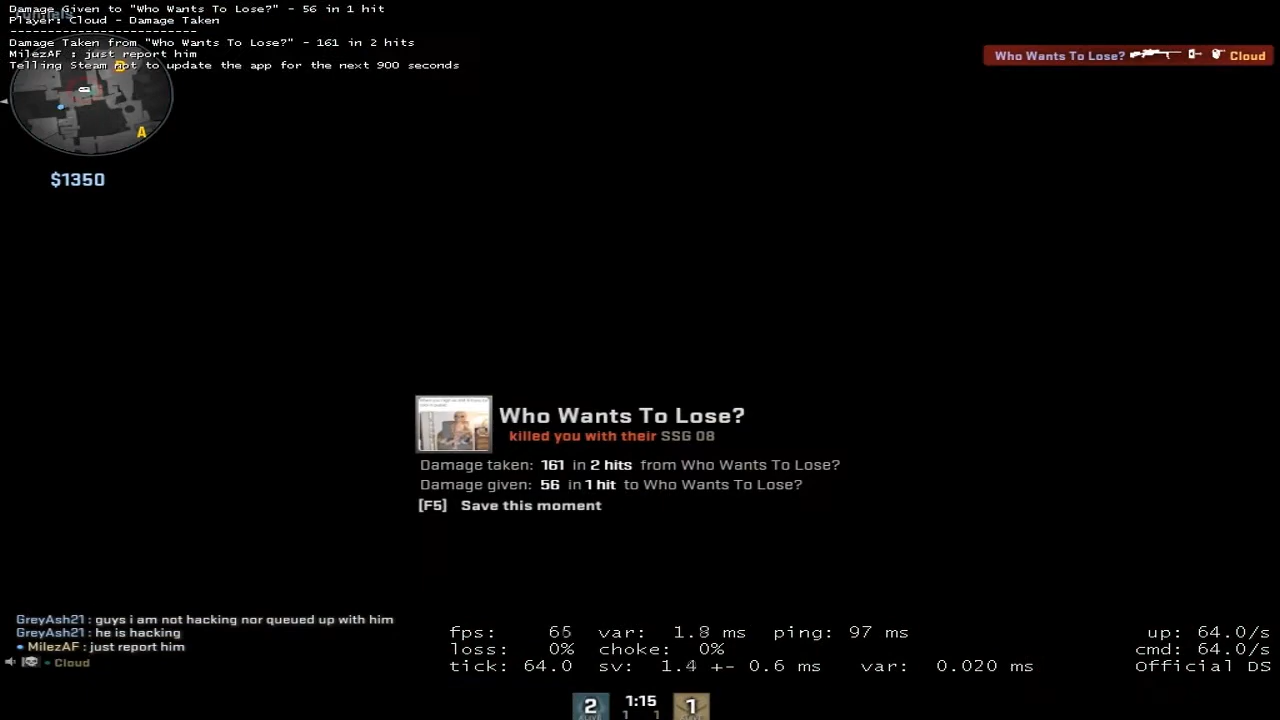 Damage Given to "Who Wants To Lose?" - 56 in 1 hit
Player: Cloud - Damage Taken
-------------------------
Damage Taken from "Who Wants To Lose?" - 161 in 2 hits
MilezAF : just report him
Telling Steam not to update the app for the next 900 seconds
Who Wants To Lose? Cloud
A
$1350
Who Wants To Lose?
killed you with their SSG 08
Damage taken: 161 in 2 hits from Who Wants To Lose?
Damage given: 56 in 1 hit to Who Wants To Lose?
[F5] Save this moment
GreyAsh21 : guys i am not hacking nor queued up with him
GreyAsh21 : he is hacking
MilezAF : just report him
Cloud
fps: 65 var: 1.8 ms ping: 97 ms
loss: 0% choke: 0%
tick: 64.0 sv: 1.4 +- 0.6 ms var: 0.020 ms
up: 64.0/s
cmd: 64.0/s
Official DS
2 1:15 1
ALIVE 1 1